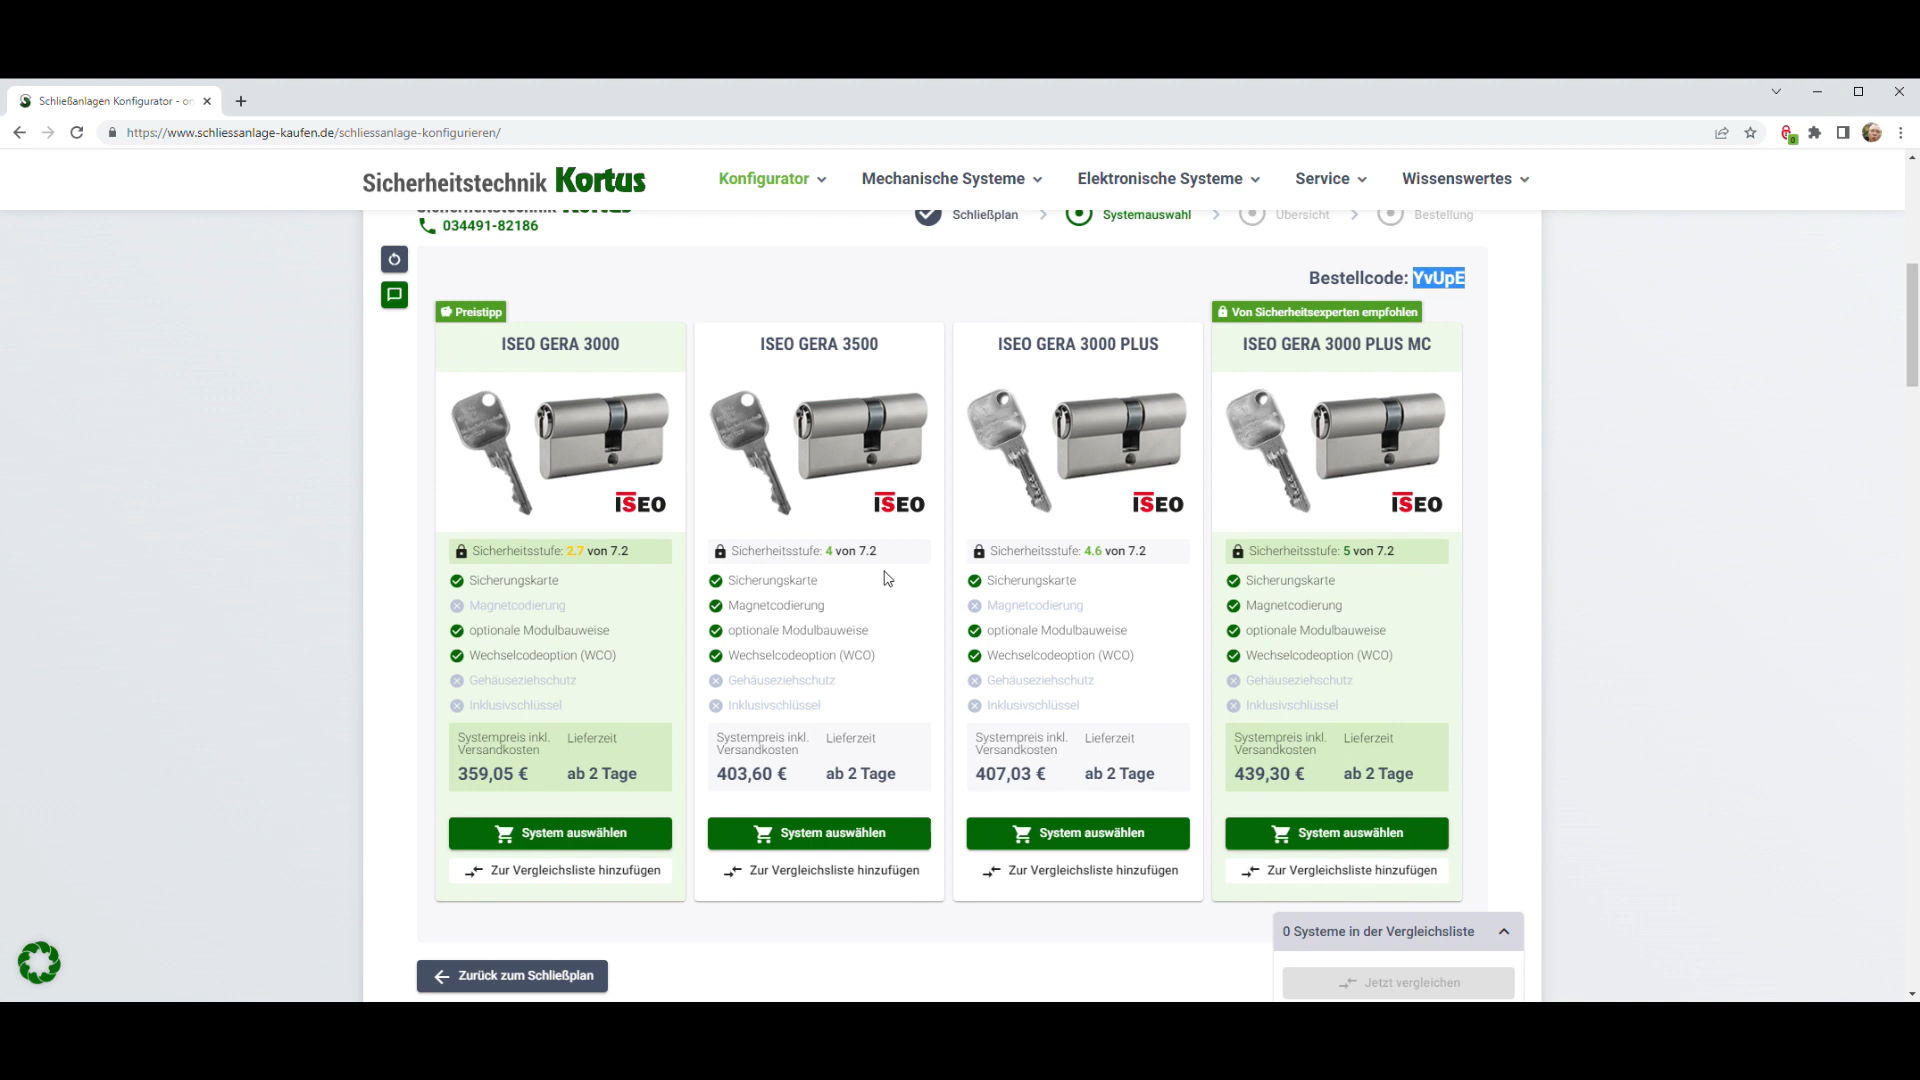 Schließanlagen Konfigurator - on
https://www.schliessanlage-kaufen.de/schliessanlage-konfigurieren/
Sicherheitstechnik Kortus
Konfigurator
Mechanische Systeme
Elektronische Systeme
Service
Wissenswertes
034491-82186
Schließplan
Systemauswahl
Übersicht
Bestellung
Bestellcode: YvUpE
Preistipp
ISEO GERA 3000
ISEO
Sicherheitsstufe: 2.7 von 7.2
Sicherungskarte
Magnetcodierung
optionale Modulbauweise
Wechselcodeoption (WCO)
Gehäuseziehschutz
Inklusivschlüssel
Systempreis inkl. Versandkosten
Lieferzeit
359,05 €
ab 2 Tage
System auswählen
Zur Vergleichsliste hinzufügen
ISEO GERA 3500
ISEO
Sicherheitsstufe: 4 von 7.2
Sicherungskarte
Magnetcodierung
optionale Modulbauweise
Wechselcodeoption (WCO)
Gehäuseziehschutz
Inklusivschlüssel
Systempreis inkl. Versandkosten
Lieferzeit
403,60 €
ab 2 Tage
System auswählen
Zur Vergleichsliste hinzufügen
ISEO GERA 3000 PLUS
ISEO
Sicherheitsstufe: 4.6 von 7.2
Sicherungskarte
Magnetcodierung
optionale Modulbauweise
Wechselcodeoption (WCO)
Gehäuseziehschutz
Inklusivschlüssel
Systempreis inkl. Versandkosten
Lieferzeit
407,03 €
ab 2 Tage
System auswählen
Zur Vergleichsliste hinzufügen
Von Sicherheitsexperten empfohlen
ISEO GERA 3000 PLUS MC
ISEO
Sicherheitsstufe: 5 von 7.2
Sicherungskarte
Magnetcodierung
optionale Modulbauweise
Wechselcodeoption (WCO)
Gehäuseziehschutz
Inklusivschlüssel
Systempreis inkl. Versandkosten
Lieferzeit
439,30 €
ab 2 Tage
System auswählen
Zur Vergleichsliste hinzufügen
0 Systeme in der Vergleichsliste
Jetzt vergleichen
Zurück zum Schließplan